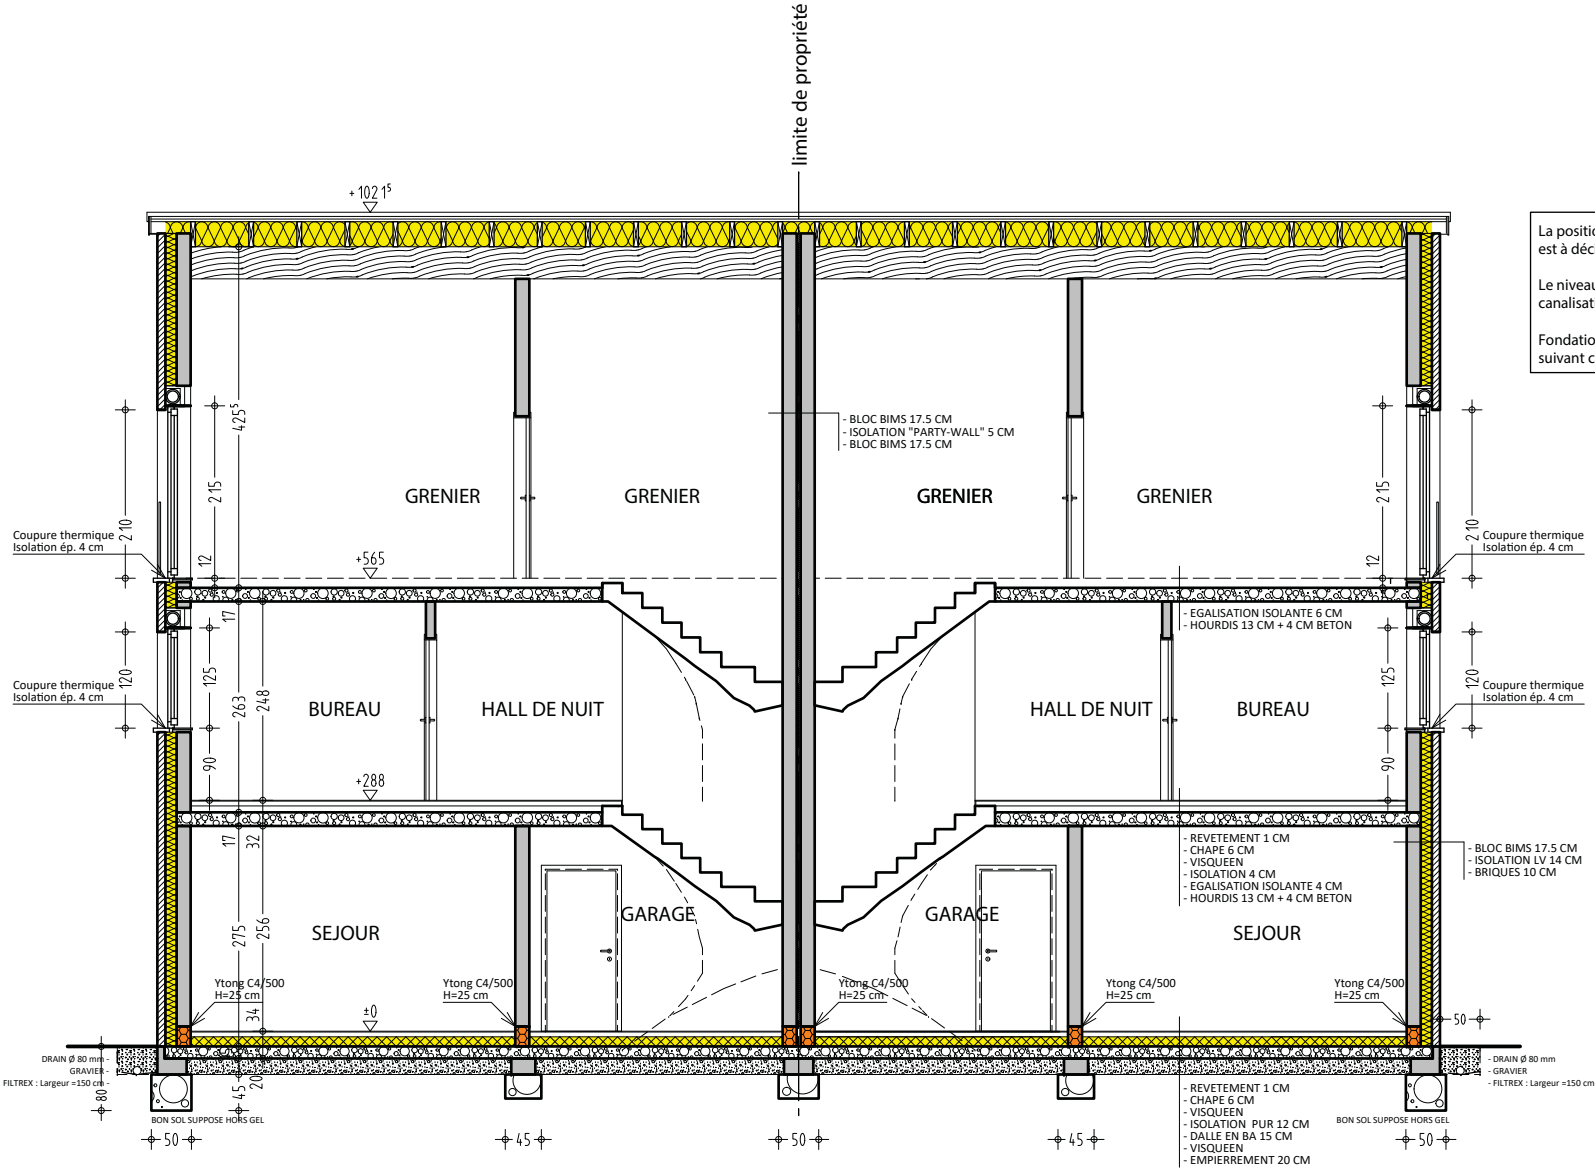 limite de propriété
+ 1021⁵
La positio
est à déc
Le niveau
canalisat
Fondatio
suivant c
425⁵
- BLOC BIMS 17.5 CM
- ISOLATION "PARTY-WALL" 5 CM
- BLOC BIMS 17.5 CM
215
215
210
210
GRENIER
GRENIER
GRENIER
GRENIER
Coupure thermique
Isolation ép. 4 cm
Coupure thermique
Isolation ép. 4 cm
12
+565
12
17
- EGALISATION ISOLANTE 6 CM
- HOURDIS 13 CM + 4 CM BETON
120
125
263
248
125
120
Coupure thermique
Isolation ép. 4 cm
Coupure thermique
Isolation ép. 4 cm
BUREAU
HALL DE NUIT
HALL DE NUIT
BUREAU
90
+288
90
17
32
- REVETEMENT 1 CM
- CHAPE 6 CM
- VISQUEEN
- ISOLATION 4 CM
- EGALISATION ISOLANTE 4 CM
- HOURDIS 13 CM + 4 CM BETON
- BLOC BIMS 17.5 CM
- ISOLATION LV 14 CM
- BRIQUES 10 CM
275
256
SEJOUR
GARAGE
GARAGE
SEJOUR
Ytong C4/500
H=25 cm
Ytong C4/500
H=25 cm
Ytong C4/500
H=25 cm
Ytong C4/500
H=25 cm
Ytong C4/500
H=25 cm
34
±0
50
DRAIN Ø 80 mm -
GRAVIER -
FILTREX : Largeur =150 cm -
- DRAIN Ø 80 mm
- GRAVIER
- FILTREX : Largeur =150 cm
80
45
20
BON SOL SUPPOSE HORS GEL
BON SOL SUPPOSE HORS GEL
- REVETEMENT 1 CM
- CHAPE 6 CM
- VISQUEEN
- ISOLATION PUR 12 CM
- DALLE EN BA 15 CM
- VISQUEEN
- EMPIERREMENT 20 CM
50
45
50
45
50